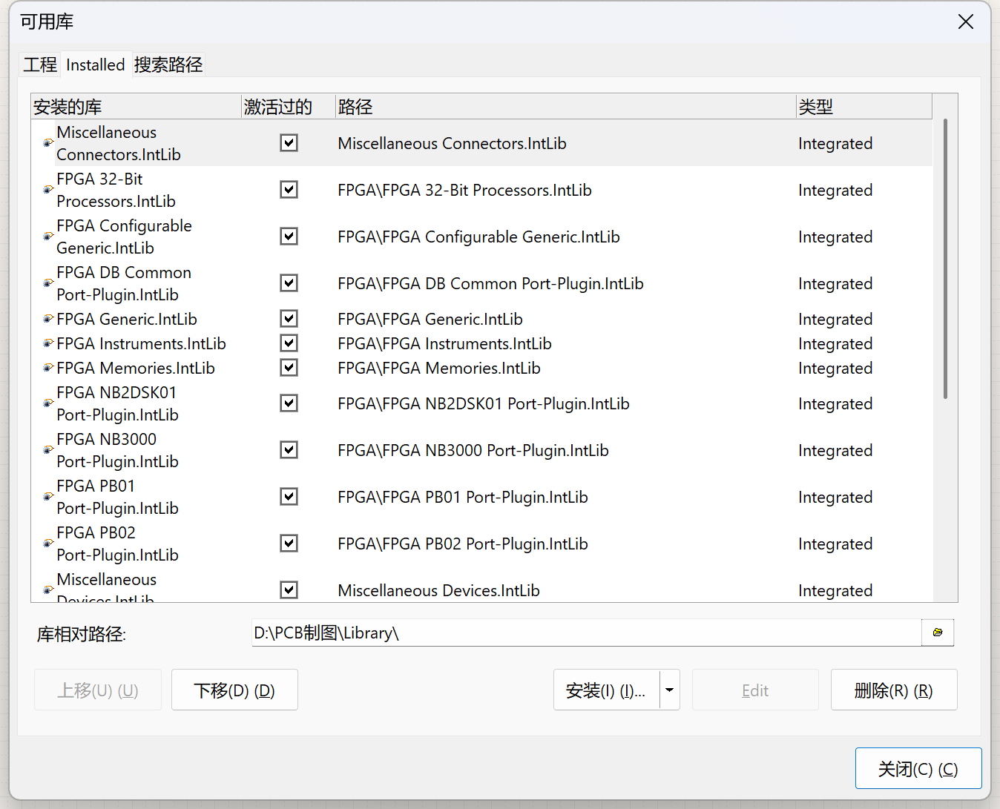 可用库
工程 Installed 搜索路径
安装的库 激活过的 路径 类型
Miscellaneous
Connectors.IntLib Miscellaneous Connectors.IntLib Integrated
FPGA 32-Bit
Processors.IntLib FPGA\FPGA 32-Bit Processors.IntLib Integrated
FPGA Configurable
Generic.IntLib FPGA\FPGA Configurable Generic.IntLib Integrated
FPGA DB Common
Port-Plugin.IntLib FPGA\FPGA DB Common Port-Plugin.IntLib Integrated
FPGA Generic.IntLib FPGA\FPGA Generic.IntLib Integrated
FPGA Instruments.IntLib FPGA\FPGA Instruments.IntLib Integrated
FPGA Memories.IntLib FPGA\FPGA Memories.IntLib Integrated
FPGA NB2DSK01
Port-Plugin.IntLib FPGA\FPGA NB2DSK01 Port-Plugin.IntLib Integrated
FPGA NB3000
Port-Plugin.IntLib FPGA\FPGA NB3000 Port-Plugin.IntLib Integrated
FPGA PB01
Port-Plugin.IntLib FPGA\FPGA PB01 Port-Plugin.IntLib Integrated
FPGA PB02
Port-Plugin.IntLib FPGA\FPGA PB02 Port-Plugin.IntLib Integrated
Miscellaneous
Devices.IntLib Miscellaneous Devices.IntLib Integrated
库相对路径: D:\PCB制图\Library\
上移(U) (U) 下移(D) (D) 安装(I) (I)... Edit 删除(R) (R)
关闭(C) (C)